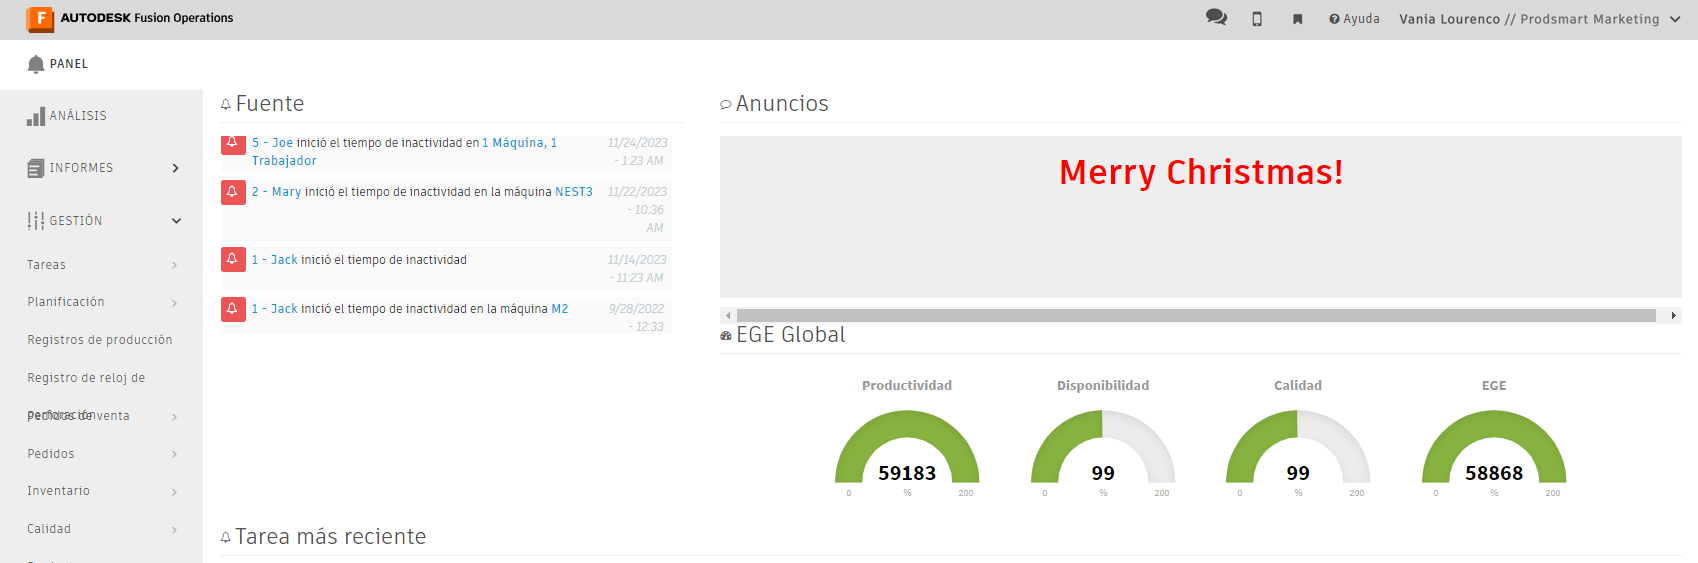 AUTODESK Fusion Operations
Ayuda
Vania Lourenco // Prodsmart Marketing
PANEL
ANÁLISIS
INFORMES
GESTIÓN
Tareas
Planificación
Registros de producción
Registro de reloj de
perforación
Pedidos de venta
Pedidos
Inventario
Calidad
Fuente
5 - Joe inició el tiempo de inactividad en 1 Máquina, 1
Trabajador
11/24/2023
- 1:23 AM
2 - Mary inició el tiempo de inactividad en la máquina NEST3
11/22/2023
- 10:36
AM
1 - Jack inició el tiempo de inactividad
11/14/2023
- 11:23 AM
1 - Jack inició el tiempo de inactividad en la máquina M2
9/28/2022
- 12:33
Anuncios
Merry Christmas!
EGE Global
Productividad
59183
0 % 200
Disponibilidad
99
0 % 200
Calidad
99
0 % 200
EGE
58868
0 % 200
Tarea más reciente